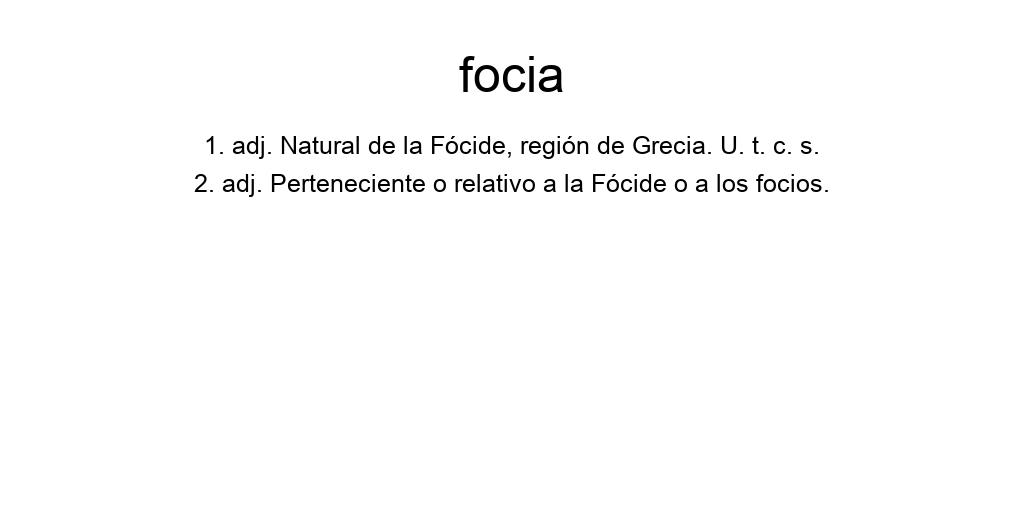 focia
1. adj. Natural de la Fócide, región de Grecia. U. t. c. s.
2. adj. Perteneciente o relativo a la Fócide o a los focios.